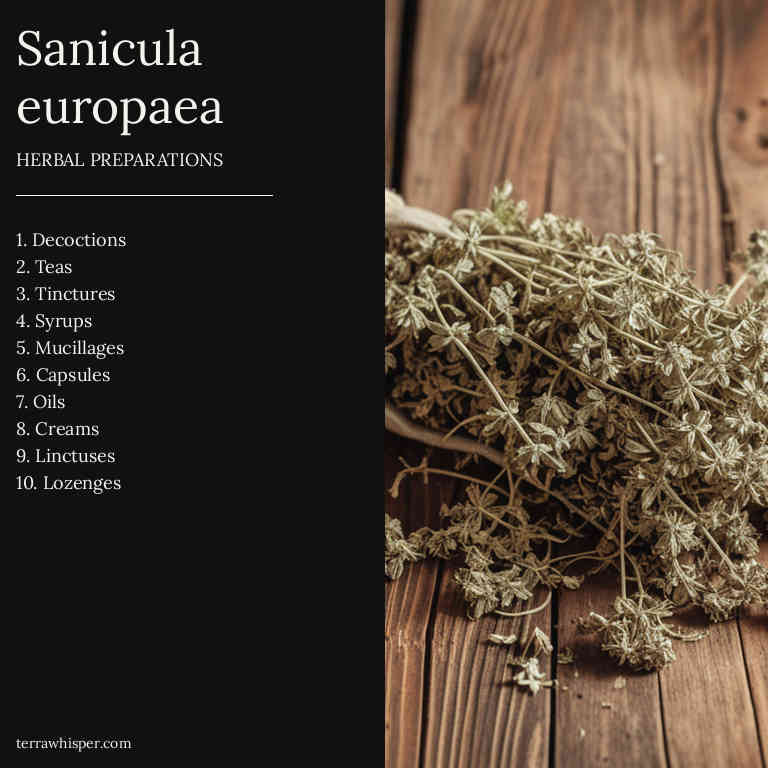 Sanicula
europaea
HERBAL PREPARATIONS
1. Decoctions
2. Teas
3. Tinctures
4. Syrups
5. Mucillages
6. Capsules
7. Oils
8. Creams
9. Linctuses
10. Lozenges
terrawhisper.com